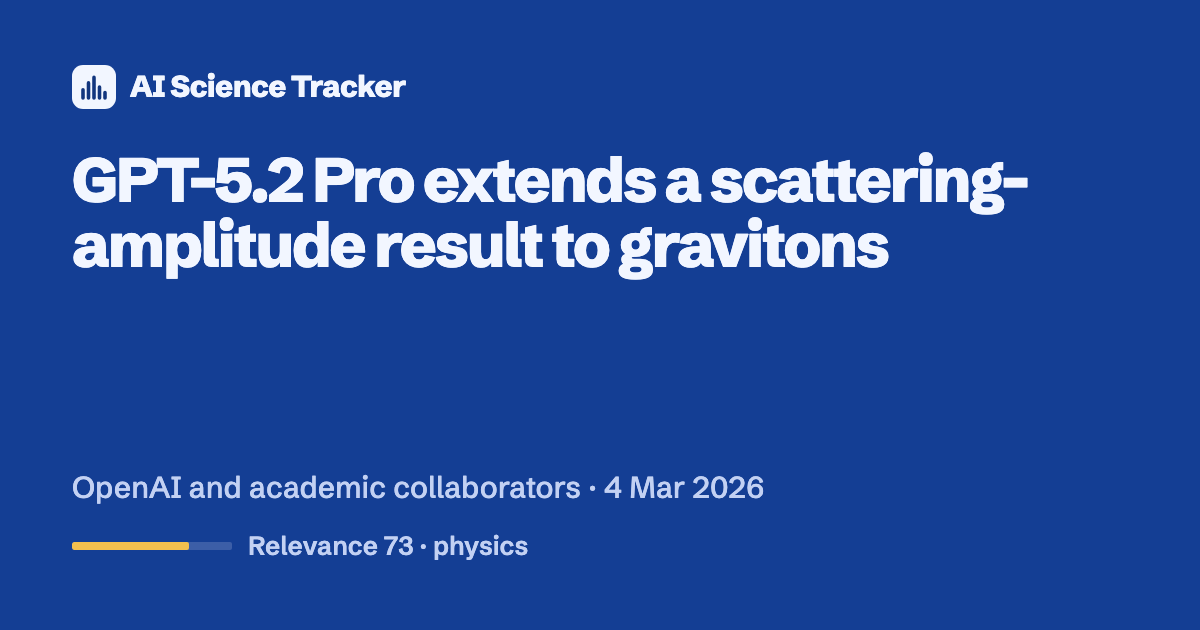 AI Science Tracker
GPT-5.2 Pro extends a scattering-
amplitude result to gravitons
OpenAI and academic collaborators · 4 Mar 2026
Relevance 73 · physics